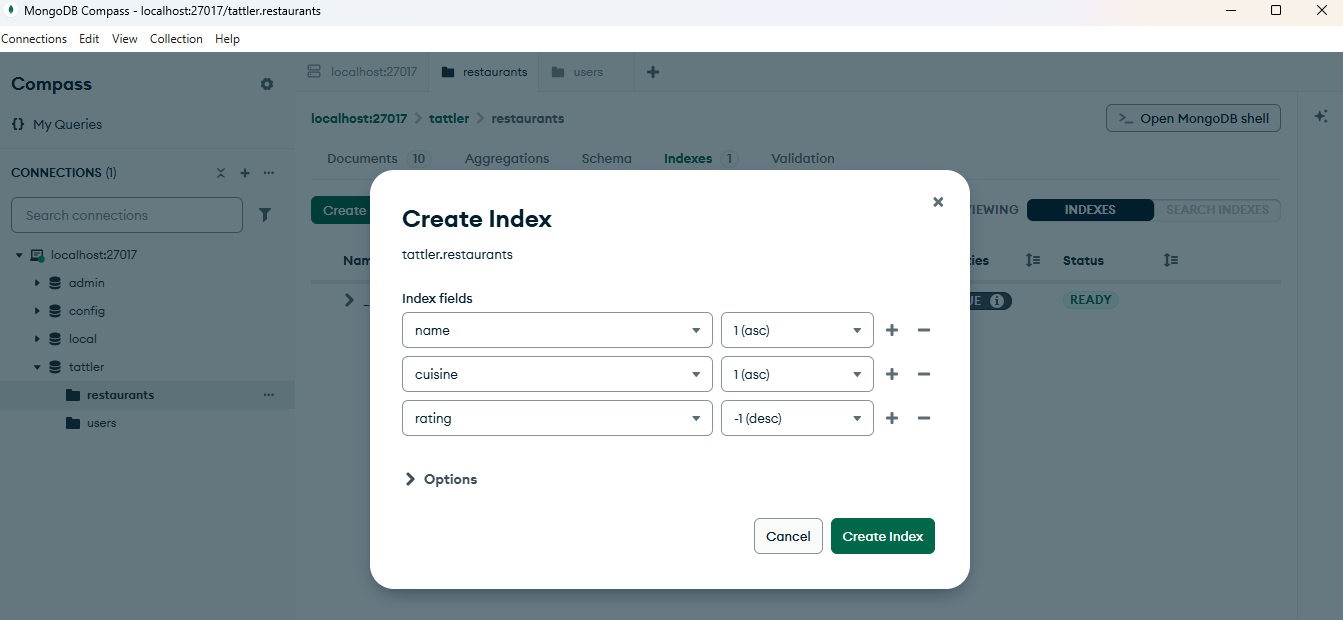 MongoDB Compass - localhost:27017/tattler.restaurants
Connections Edit View Collection Help
Compass
{} My Queries
CONNECTIONS (1)
Search connections
localhost:27017
admin
config
local
tattler
restaurants
users
localhost:27017 restaurants users
localhost:27017 > tattler > restaurants
>_ Open MongoDB shell
Documents 10 Aggregations Schema Indexes 1 Validation
Create
INDEXES SEARCH INDEXES
Status
READY
Create Index
tattler.restaurants
Index fields
name 1 (asc)
cuisine 1 (asc)
rating -1 (desc)
Options
Cancel Create Index